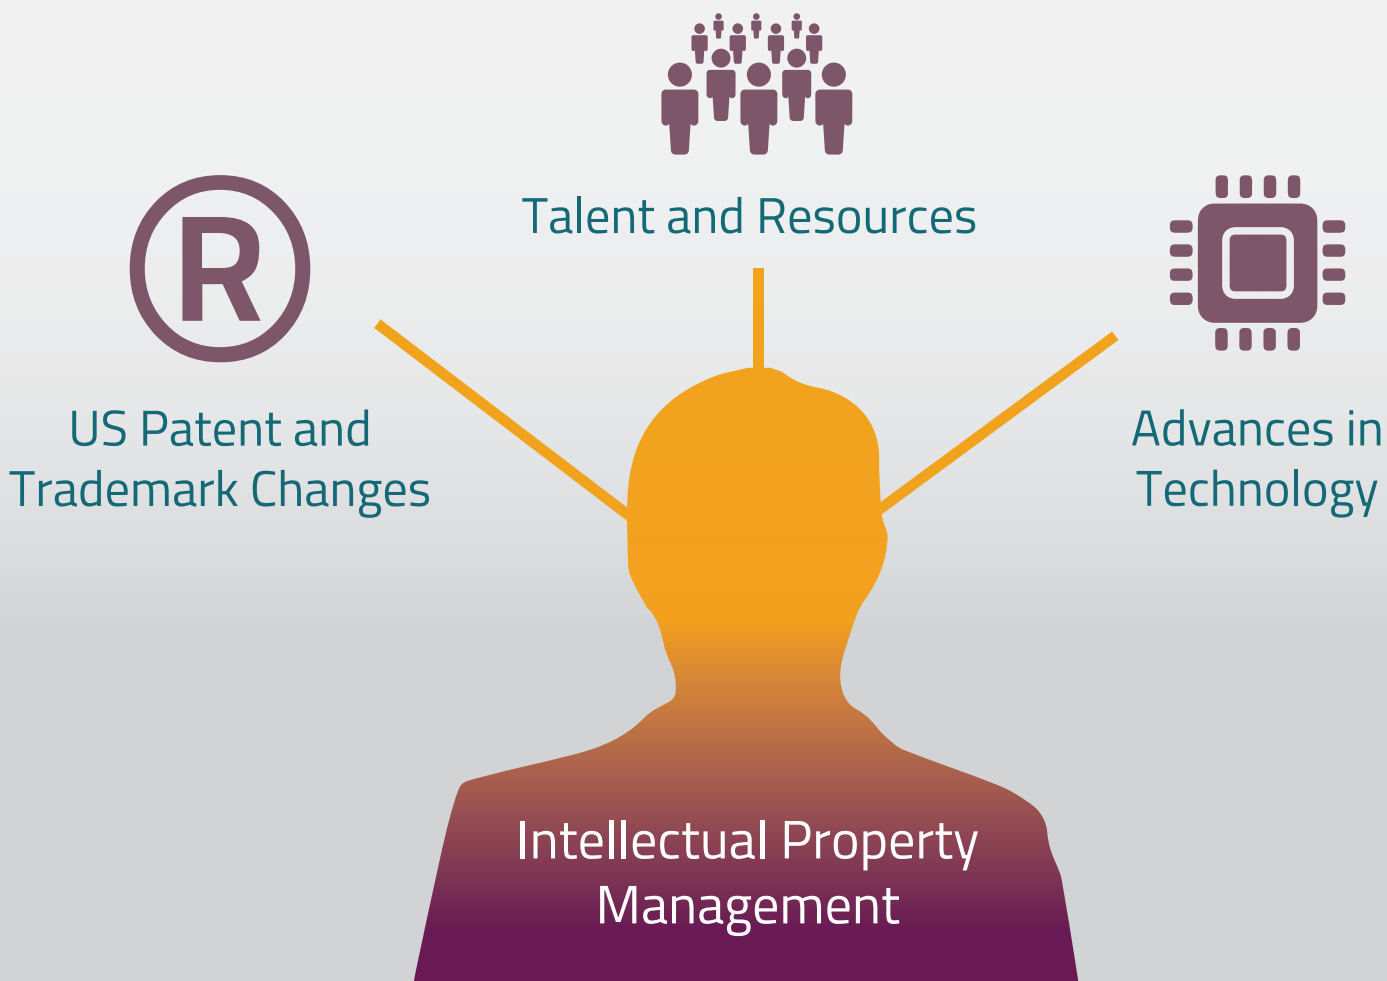 Talent and Resources
®
US Patent and
Trademark Changes
Advances in
Technology
Intellectual Property
Management